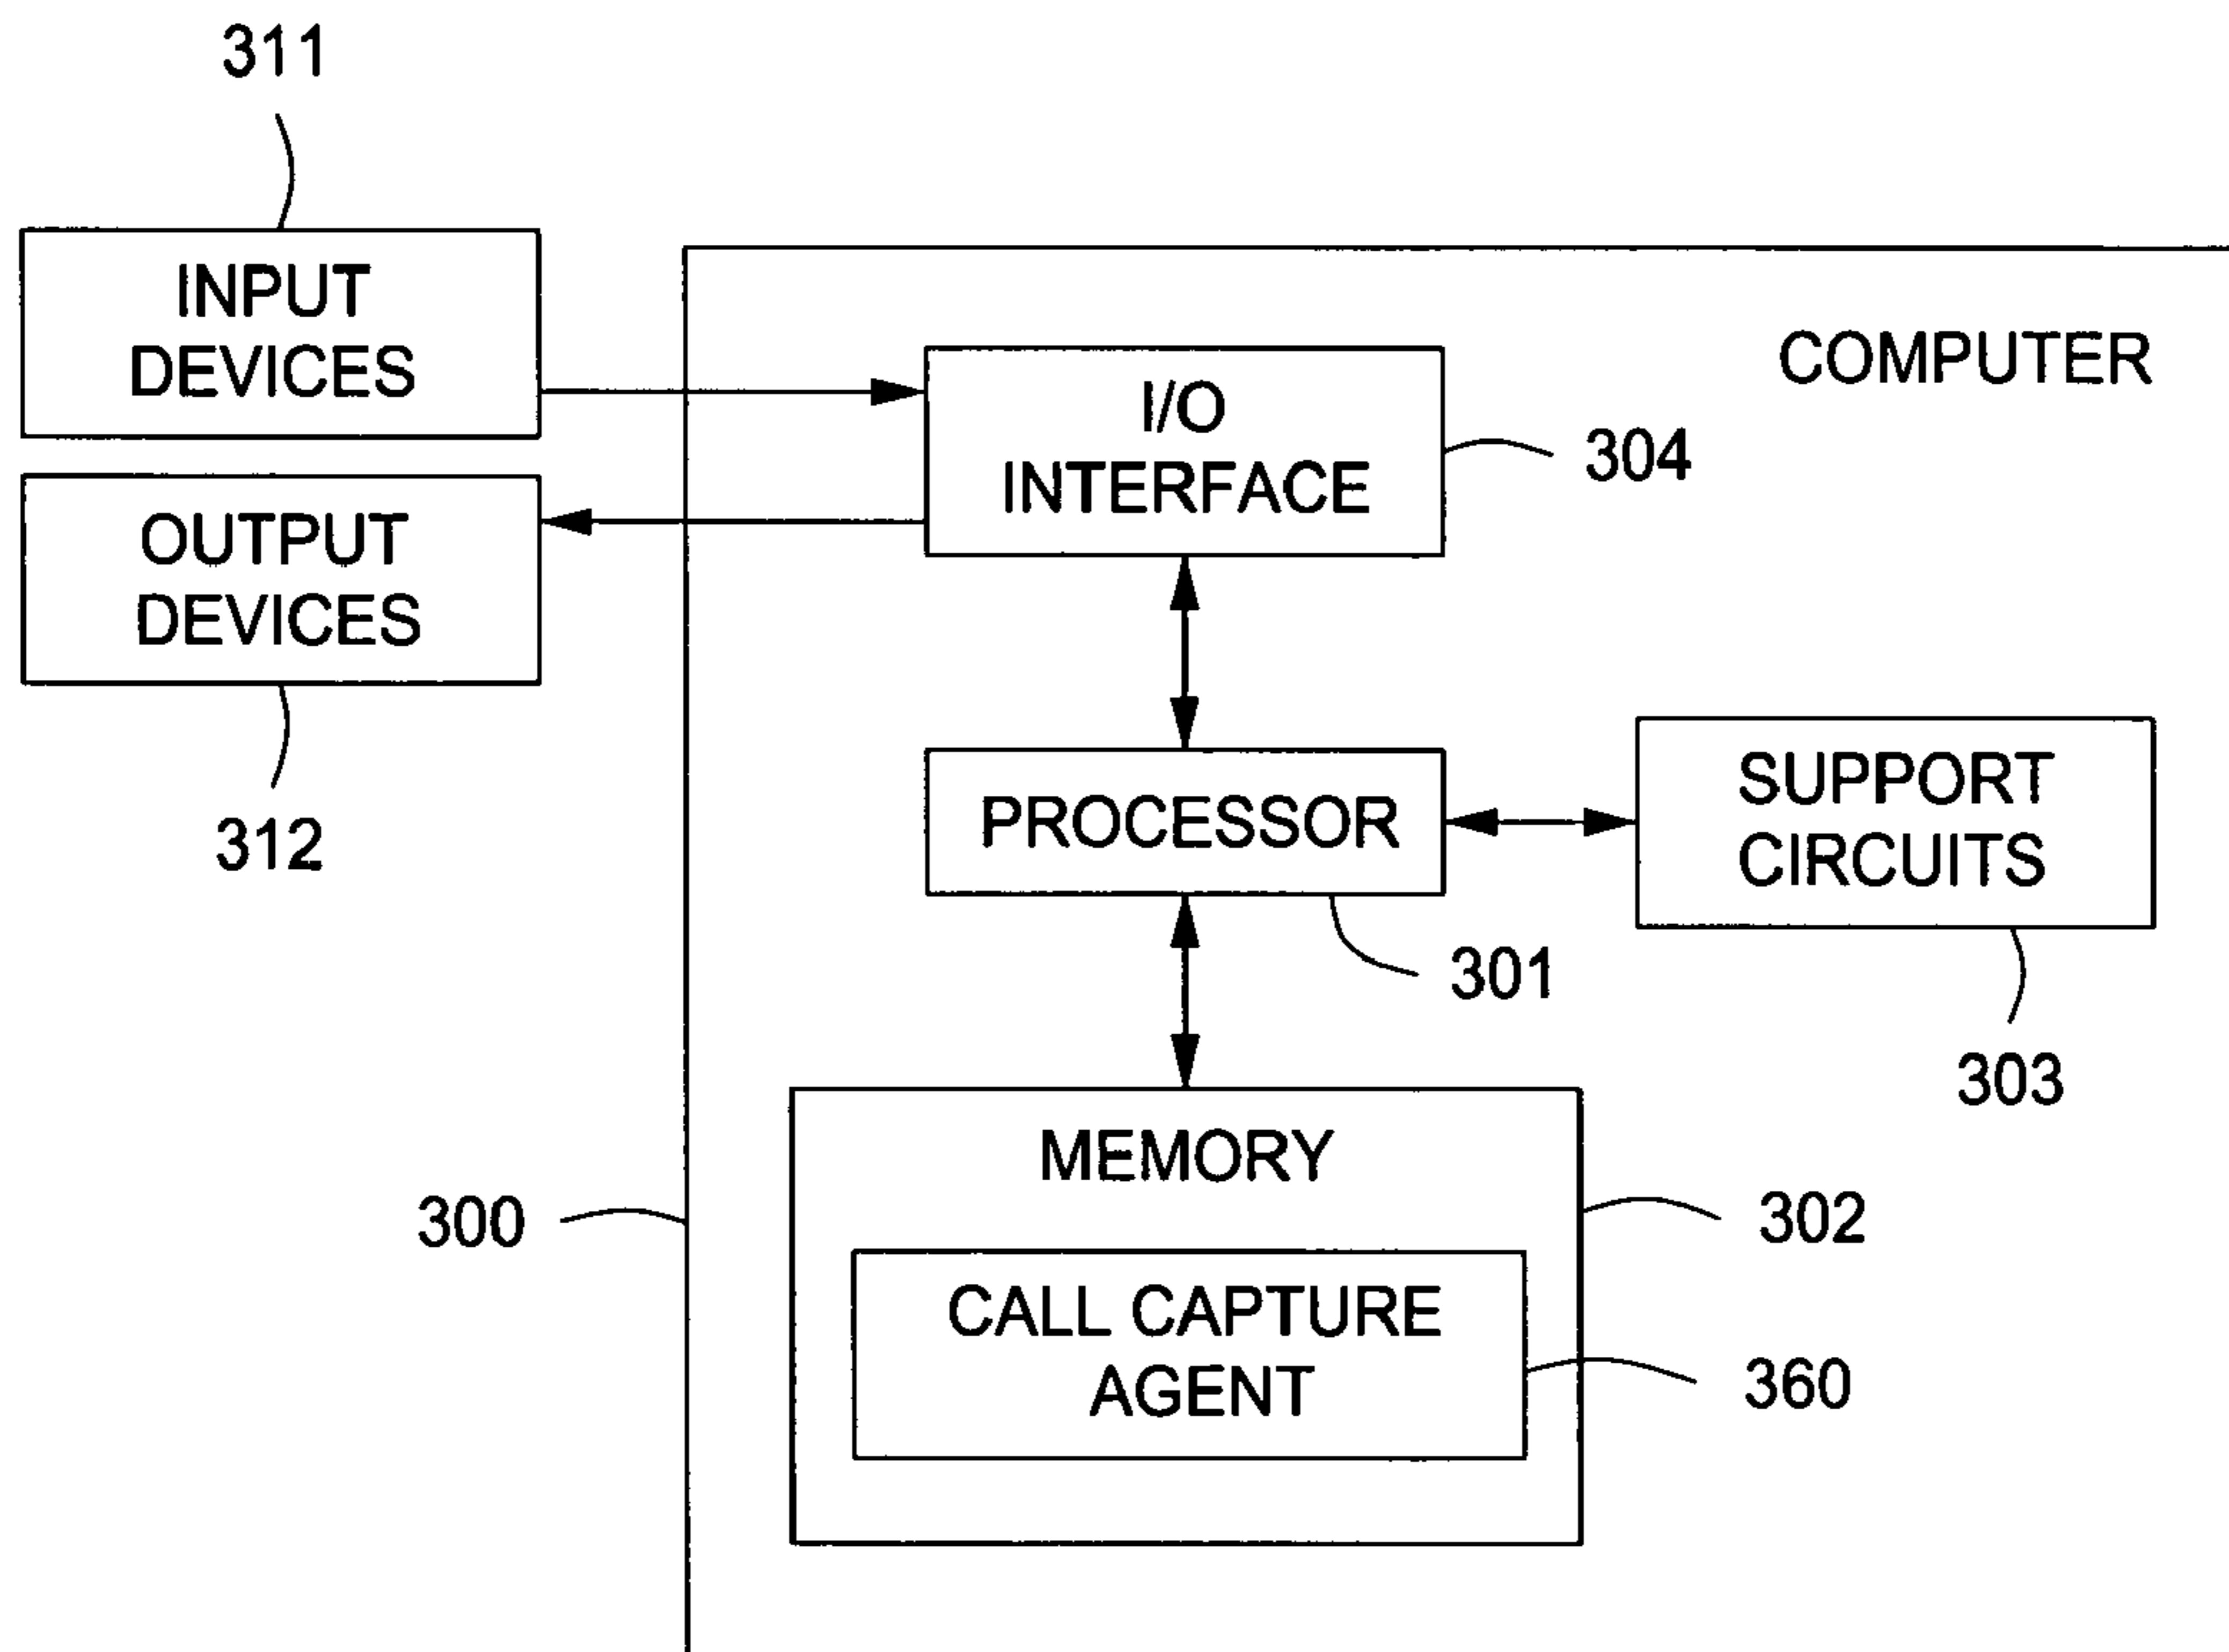 311
INPUT
DEVICES
COMPUTER
I/O
INTERFACE
304
OUTPUT
DEVICES
312
PROCESSOR
SUPPORT
CIRCUITS
301
303
MEMORY
300
302
CALL CAPTURE
AGENT
360